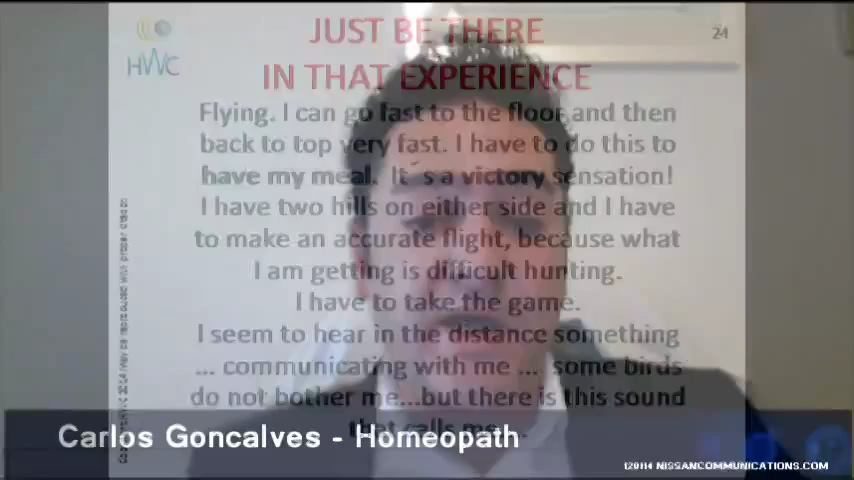 JUST BE THERE
24
HWC
IN THAT EXPERIENCE
Flying. I can go fast to the floor and then
back to top very fast. I have to do this to
have my meal. It´s a victory sensation!
I have two hills on either side and I have
to make an accurate flight, because what
I am getting is difficult hunting.
I have to take the game.
I seem to hear in the distance something
... communicating with me ... some birds
do not bother me...but there is this sound
that calls me...
Carlos Goncalves - Homeopath
NISSANCOMMUNICATIONS.COM